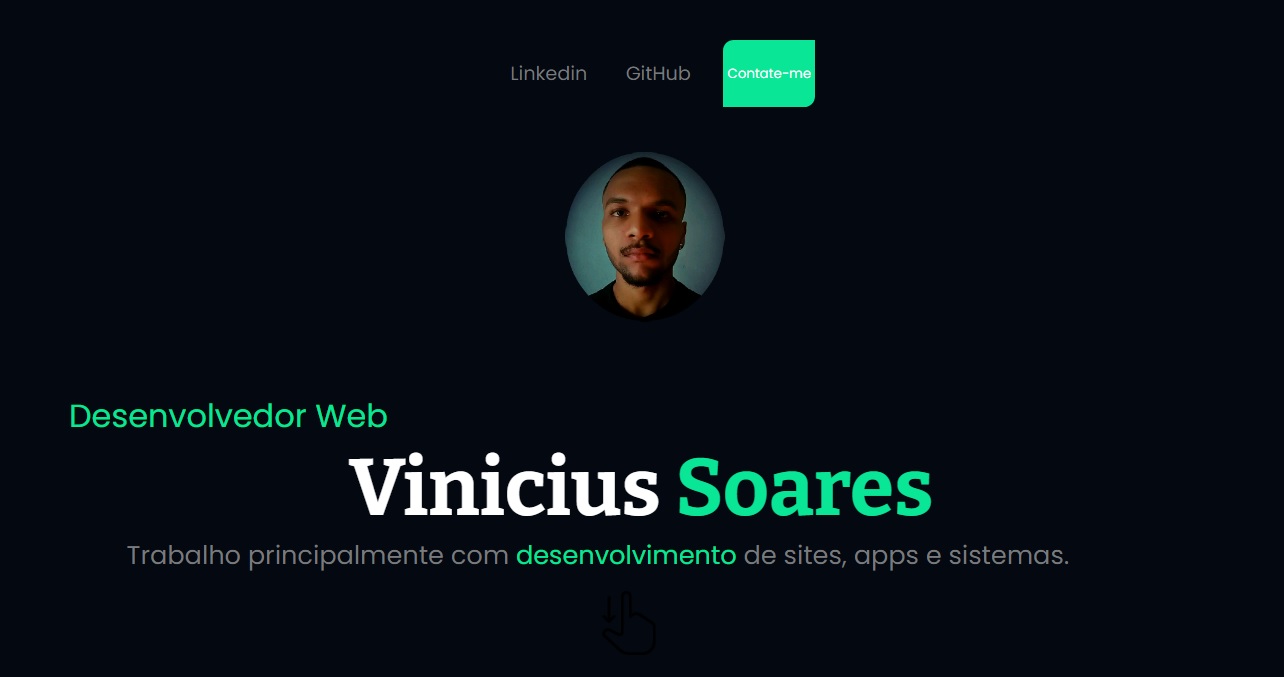 Linkedin GitHub Contate-me
Desenvolvedor Web
Vinicius Soares
Trabalho principalmente com desenvolvimento de sites, apps e sistemas.